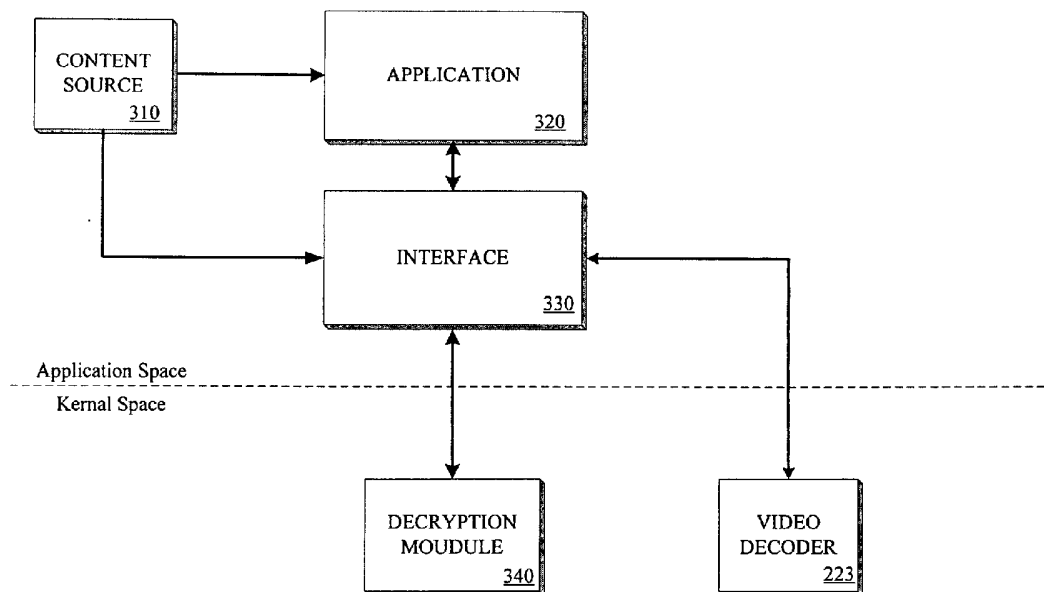 CONTENT
SOURCE
310
APPLICATION
320
INTERFACE
330
Application Space
Kernal Space
DECRYPTION
MOUDULE
340
VIDEO
DECODER
223